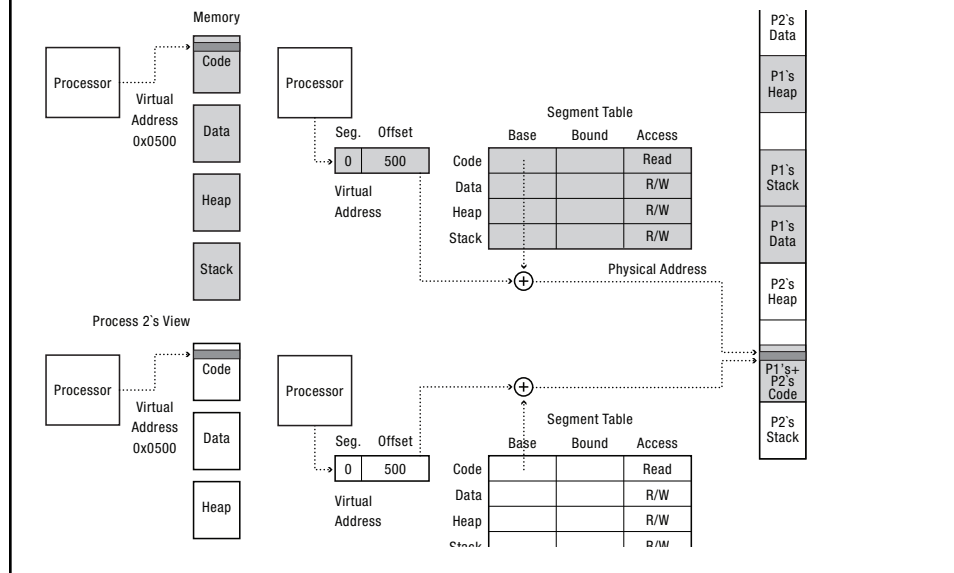 Memory
Processor
Code
Virtual
Address
0x0500
Data
Heap
Stack
Processor
Seg. Offset
0 500
Virtual
Address
Segment Table
Base Bound Access
Code Read
Data R/W
Heap R/W
Stack R/W
Physical Address
P2`s
Data
P1`s
Heap
P1`s
Stack
P1`s
Data
P2`s
Heap
P1's+
P2`s
Code
P2`s
Stack
Process 2`s View
Processor
Code
Virtual
Address
0x0500
Data
Heap
Processor
Seg. Offset
0 500
Virtual
Address
Segment Table
Base Bound Access
Code Read
Data R/W
Heap R/W
Stack R/W